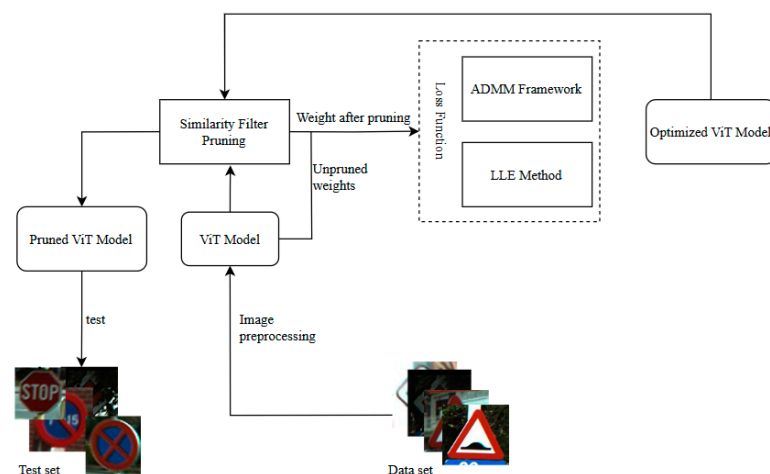 Similarity Filter
Pruning
Weight after pruning
Unpruned
weights
Loss Function
ADMM Framework
LLE Method
Optimized ViT Model
Pruned ViT Model
ViT Model
test
Image
preprocessing
STOP
15
Test set
Data set